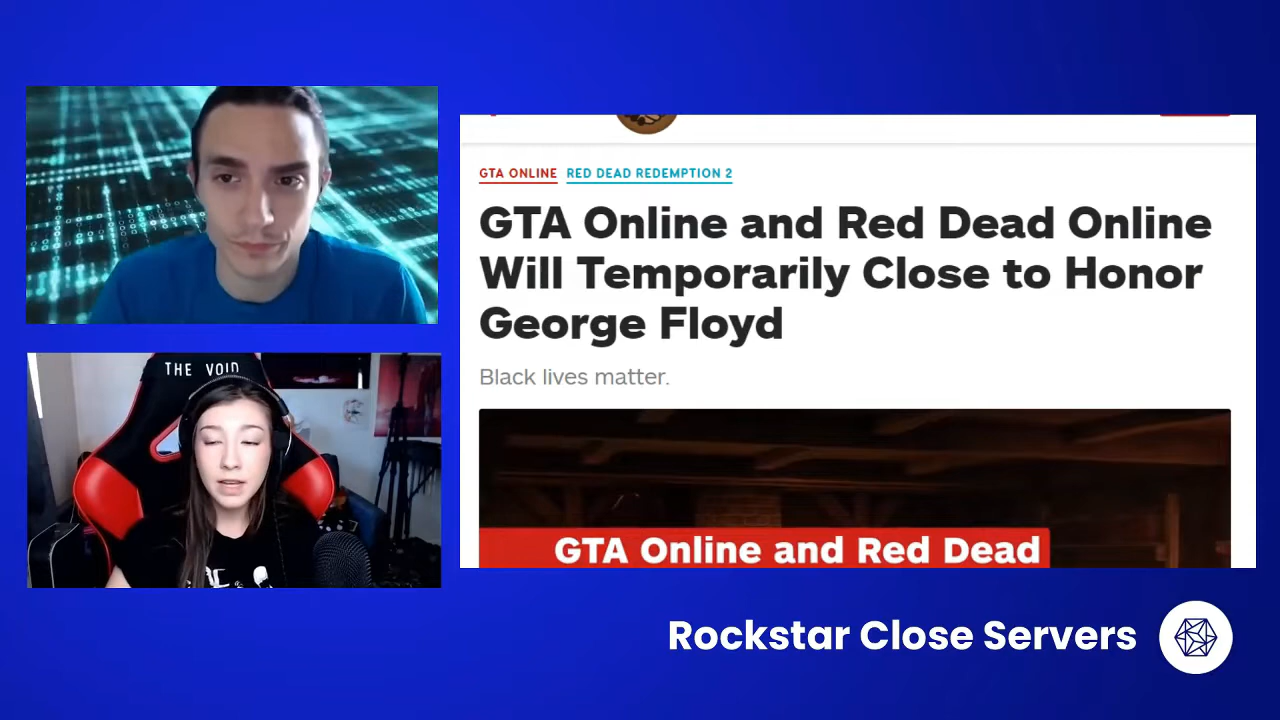 THE VOID
GTA ONLINE RED DEAD REDEMPTION 2
GTA Online and Red Dead Online
Will Temporarily Close to Honor
George Floyd
Black lives matter.
GTA Online and Red Dead
Rockstar Close Servers